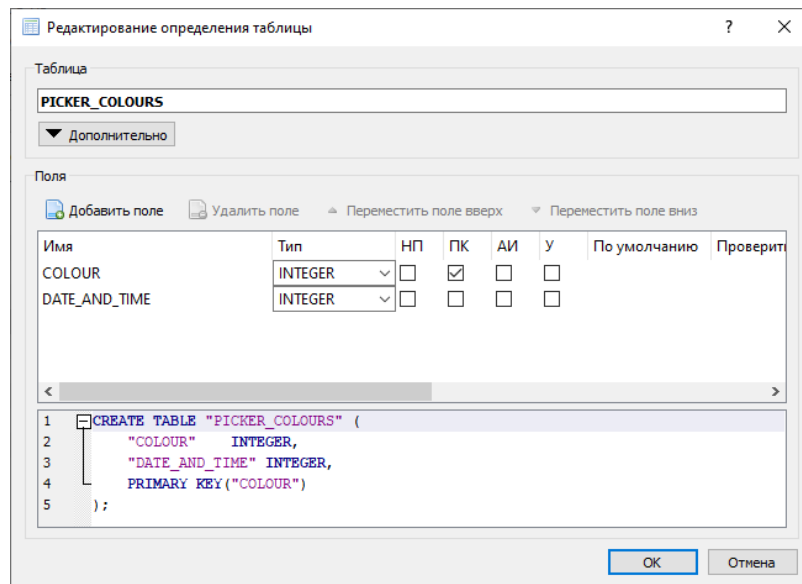 Редактирование определения таблицы ?
Таблица
PICKER_COLOURS
Дополнительно
Поля
Добавить поле Удалить поле Переместить поле вверх Переместить поле вниз
Имя Тип НП ПК АИ У По умолчанию Проверить
COLOUR INTEGER
DATE_AND_TIME INTEGER
1 CREATE TABLE "PICKER_COLOURS" (
2 "COLOUR" INTEGER,
3 "DATE_AND_TIME" INTEGER,
4 PRIMARY KEY("COLOUR")
5 );
OK Отмена